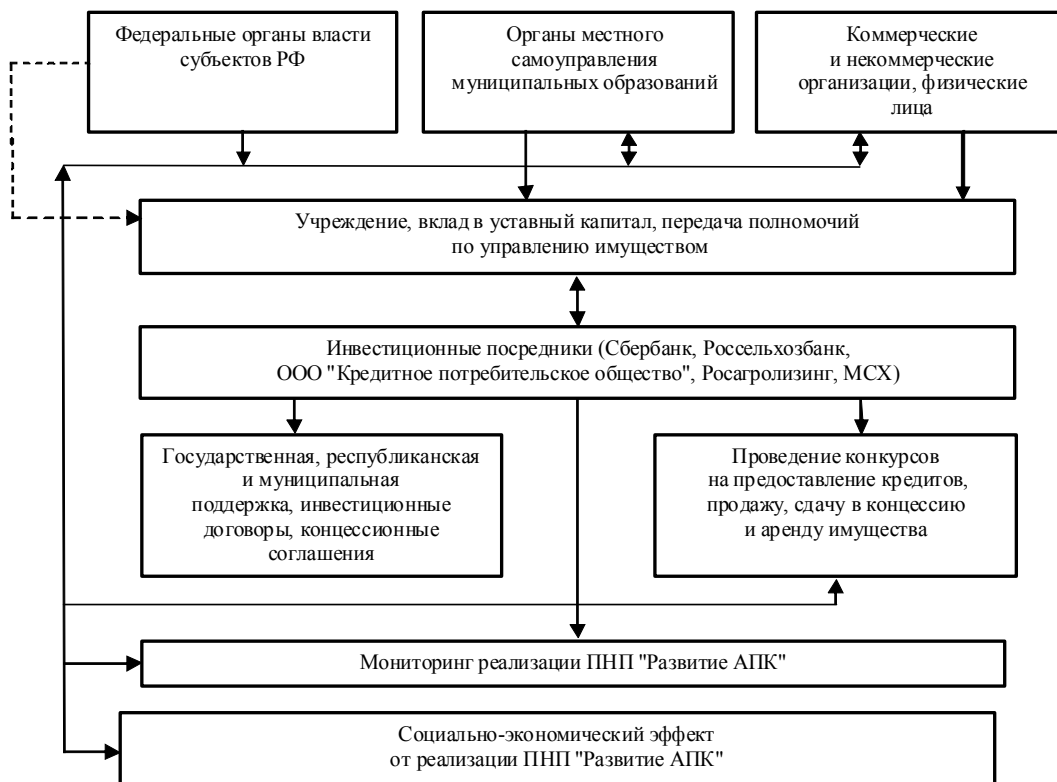 Федеральные органы власти
субъектов РФ
Органы местного
самоуправления
муниципальных образований
Коммерческие
и некоммерческие
организации, физические
лица
Учреждение, вклад в уставный капитал, передача полномочий
по управлению имуществом
Инвестиционные посредники (Сбербанк, Россельхозбанк,
ООО "Кредитное потребительское общество", Росагролизинг, МСХ)
Государственная, республиканская
и муниципальная
поддержка, инвестиционные
договоры, концессионные
соглашения
Проведение конкурсов
на предоставление кредитов,
продажу, сдачу в концессию
и аренду имущества
Мониторинг реализации ПНП "Развитие АПК"
Социально-экономический эффект
от реализации ПНП "Развитие АПК"